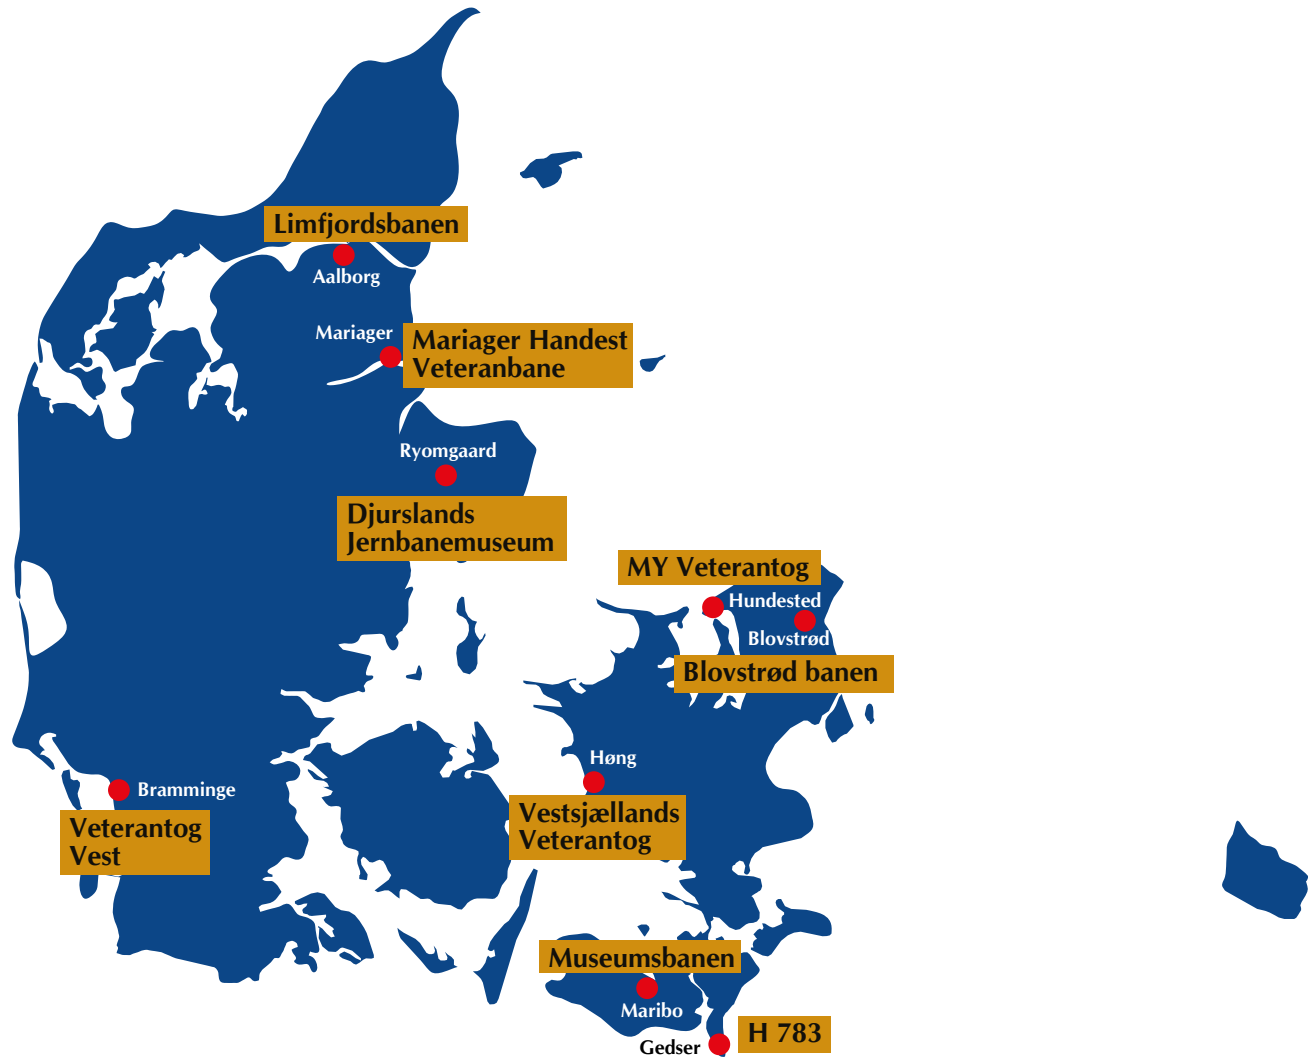 Limfjordsbanen
Aalborg
Mariager
Mariager Handest
Veteranbane
Ryomgaard
Djurslands
Jernbanemuseum
MY Veterantog
Hundested
Blovstrød
Blovstrød banen
Høng
Vestsjællands
Veterantog
Bramminge
Veterantog
Vest
Museumsbanen
Maribo
H 783
Gedser